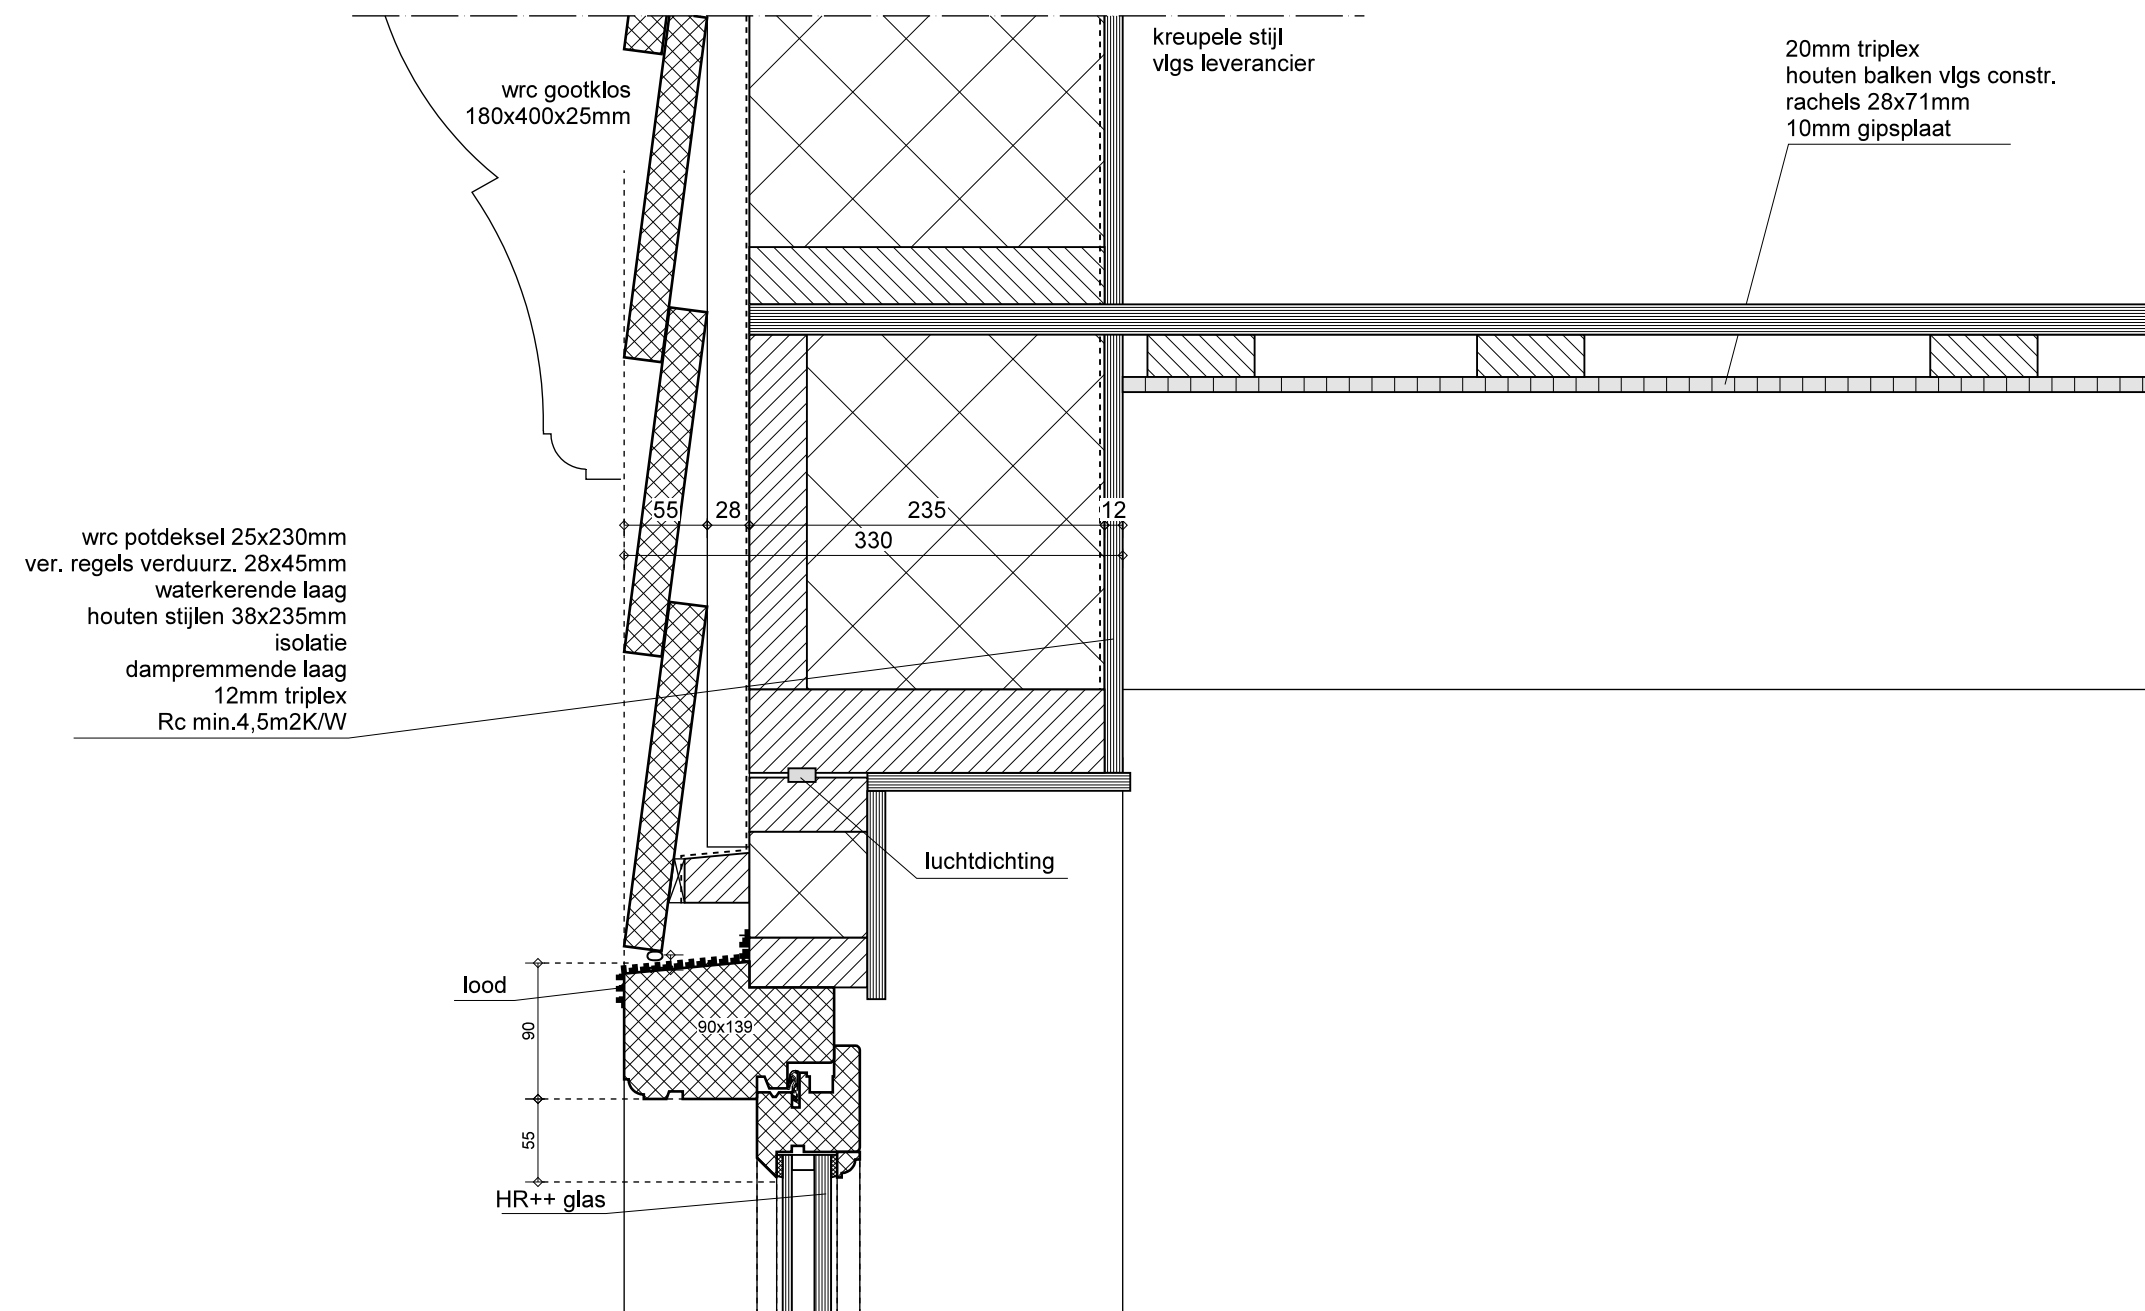 kreupele stijl
vlgs leverancier
20mm triplex
houten balken vlgs constr.
rachels 28x71mm
10mm gipsplaat
wrc gootklos
180x400x25mm
55
28
235
12
330
wrc potdeksel 25x230mm
ver. regels verduurz. 28x45mm
waterkerende laag
houten stijlen 38x235mm
isolatie
dampremmende laag
12mm triplex
Rc min.4,5m2K/W
luchtdichting
0
lood
90x139
90
55
HR++ glas